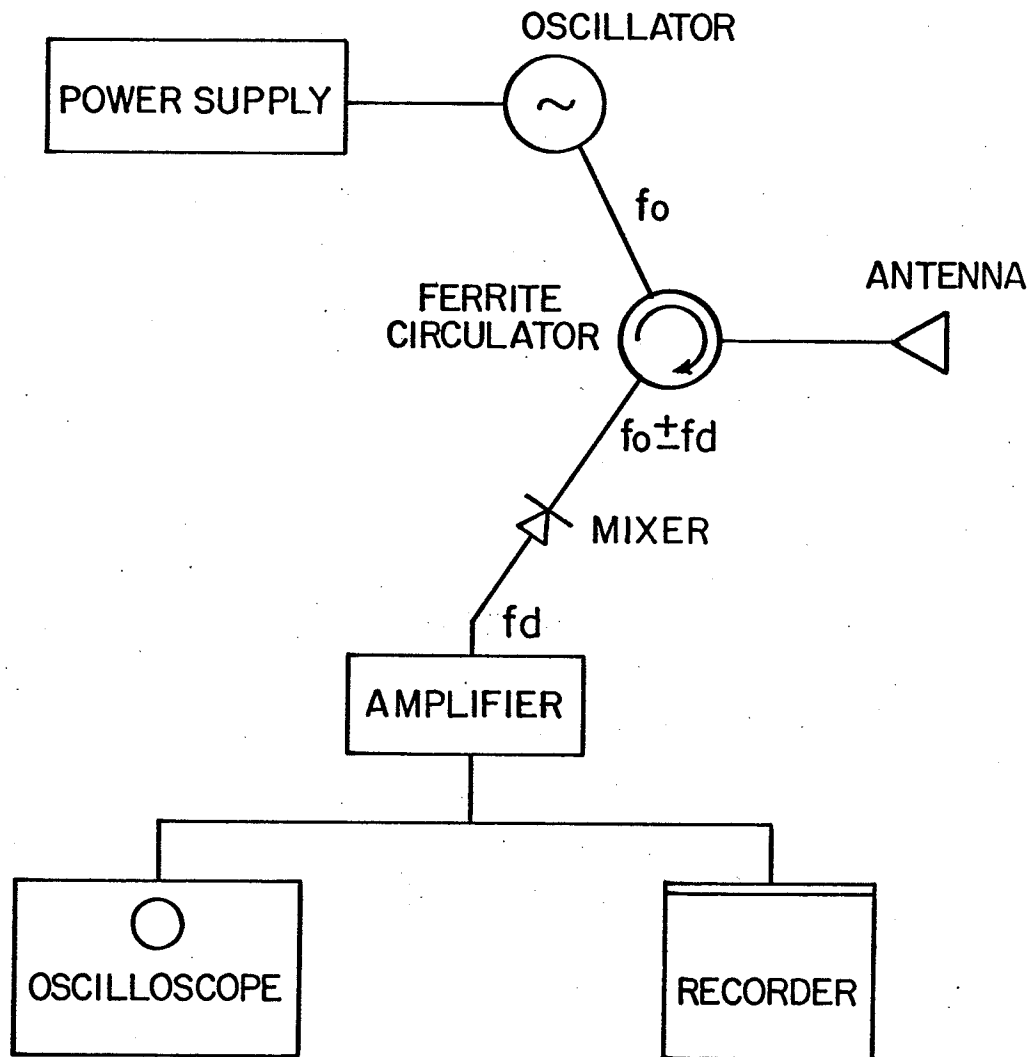 OSCILLATOR
POWER SUPPLY
~
fo
ANTENNA
FERRITE
CIRCULATOR
fo±fd
MIXER
fd
AMPLIFIER
OSCILLOSCOPE
RECORDER